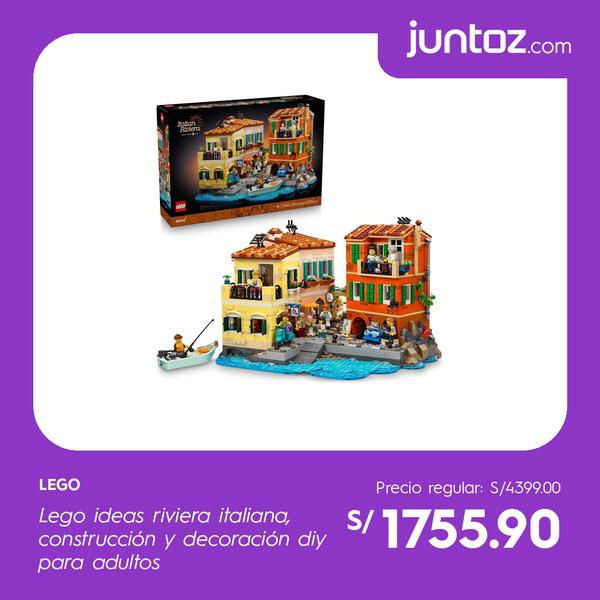 juntoz.com
Italian
Riviera
LEGO
LEGO
Precio regular: S/4399.00
Lego ideas riviera italiana,
construcción y decoración diy
para adultos
S/ 1755.90